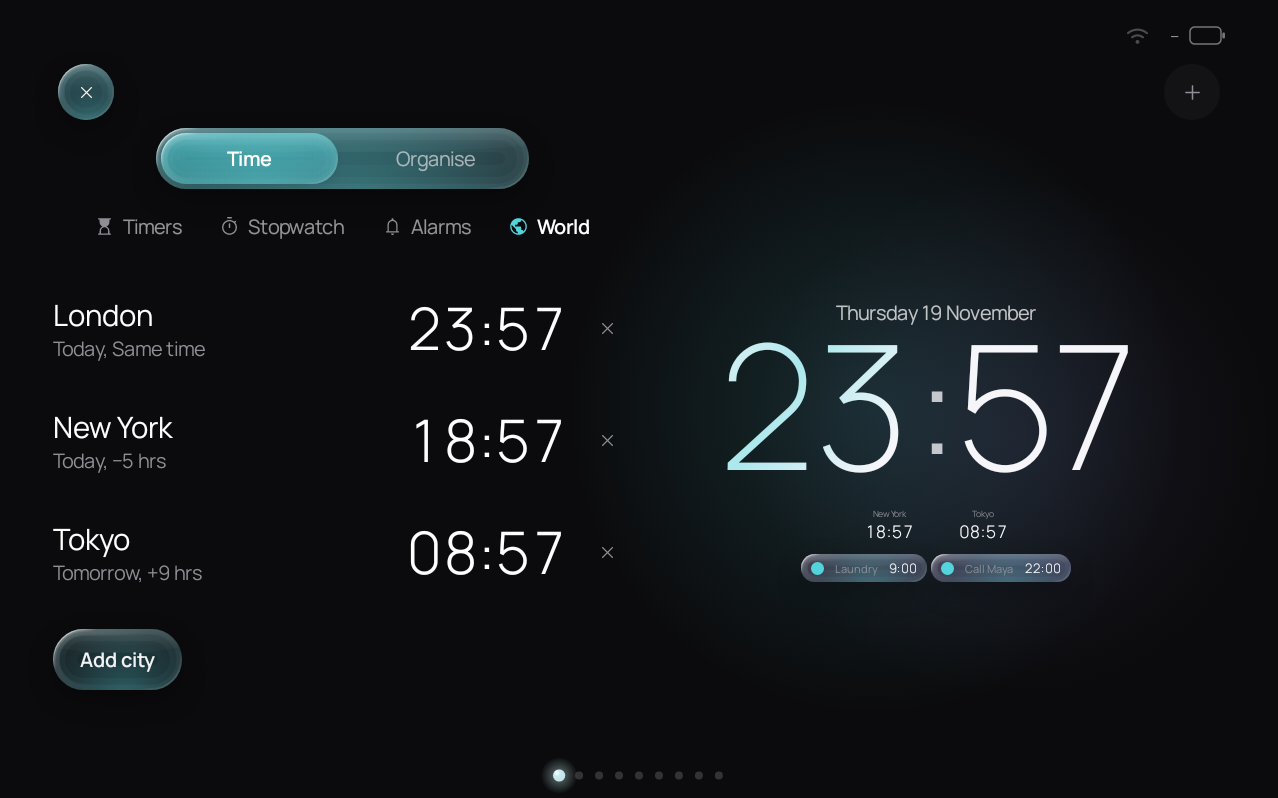 –
Time Organise
Timers Stopwatch Alarms World
London 23:57
Today, Same time
New York 18:57
Today, −5 hrs
Tokyo 08:57
Tomorrow, +9 hrs
Add city
Thursday 19 November
23:57
New York Tokyo
18:57 08:57
Laundry 9:00 Call Maya 22:00